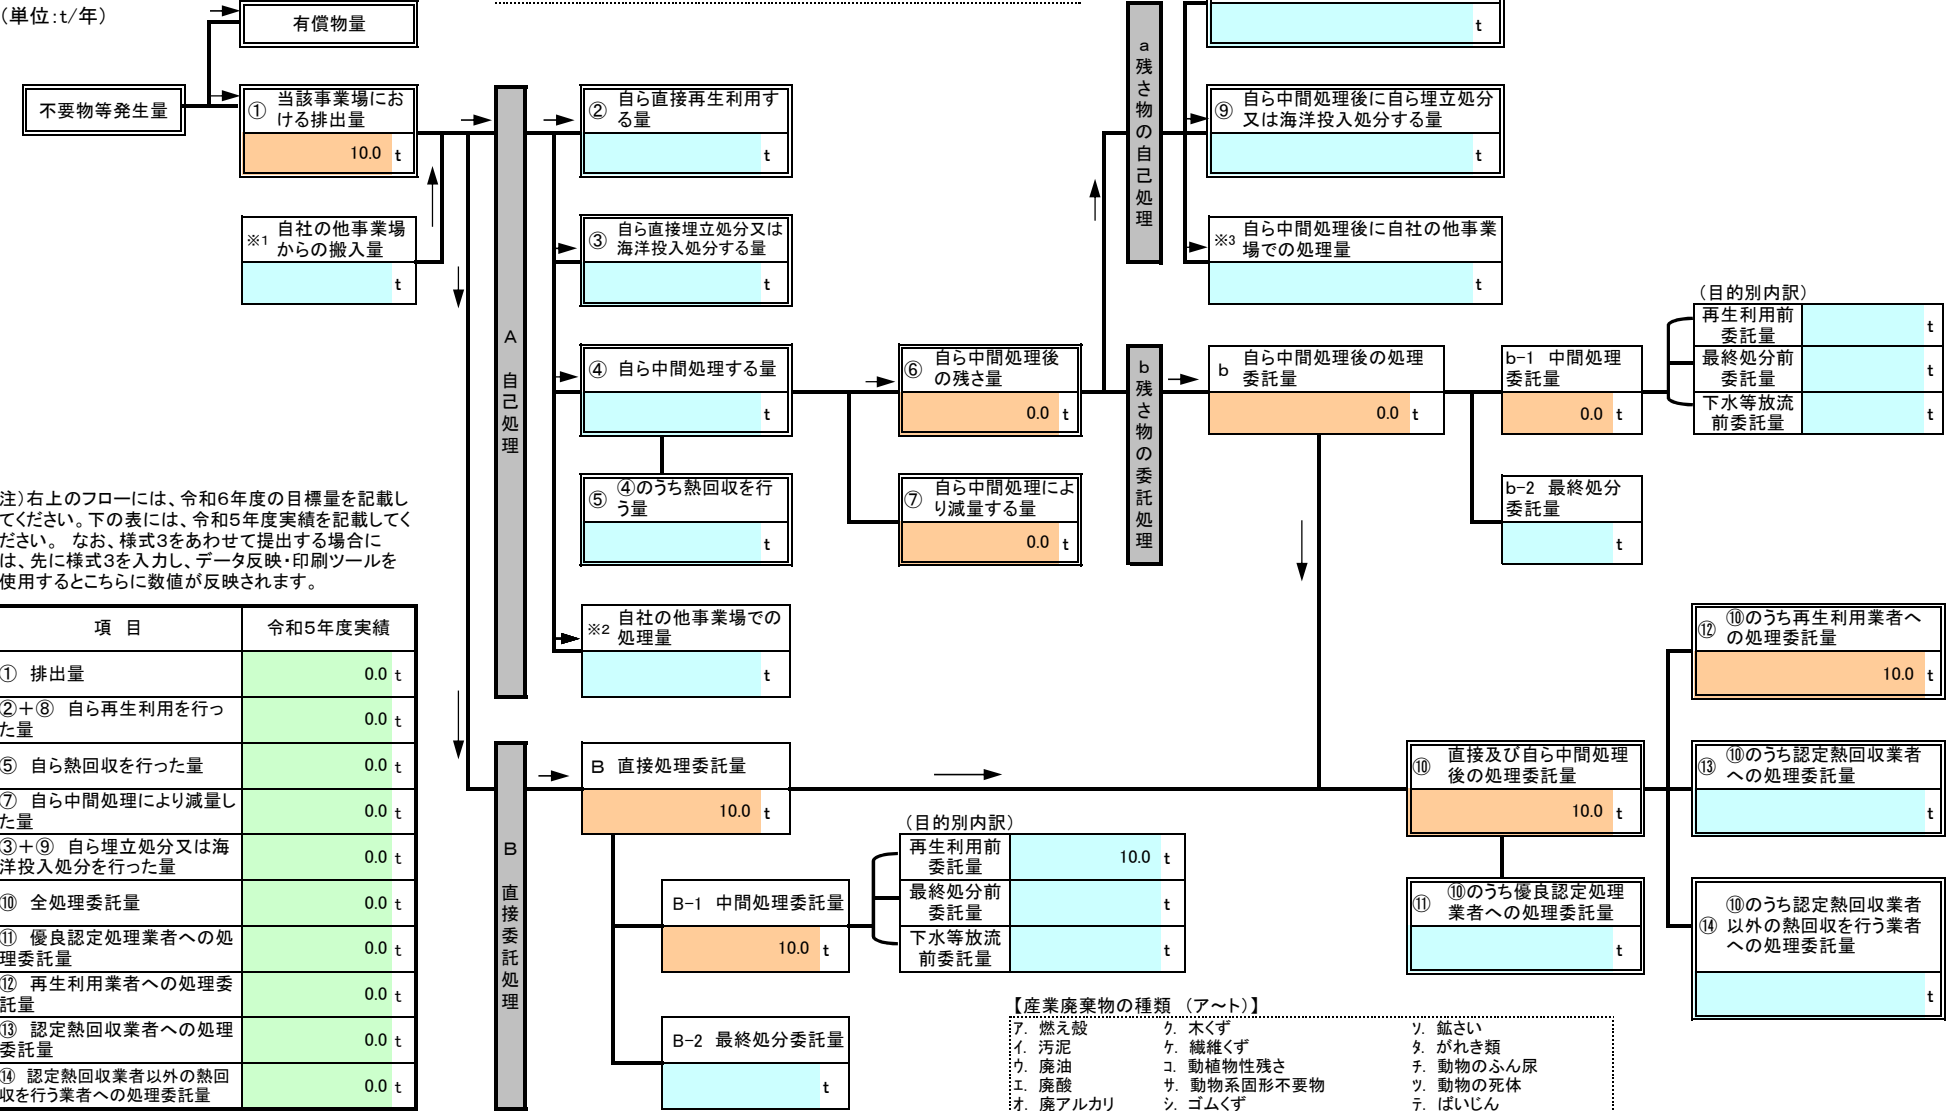 (単位:t/年)
有償物量
不要物等発生量
① 当該事業場にお
ける排出量
10.0 t
※1 自社の他事業場
からの搬入量
t
A 自己処理
② 自ら直接再生利用す
る量
t
③ 自ら直接埋立処分又は
海洋投入処分する量
t
④ 自ら中間処理する量
t
⑤ ④のうち熱回収を行
う量
t
※2 自社の他事業場での
処理量
t
⑥ 自ら中間処理後
の残さ量
0.0 t
⑦ 自ら中間処理によ
り減量する量
0.0 t
a 残さ物の自己処理
t
⑨ 自ら中間処理後に自ら埋立処分
又は海洋投入処分する量
t
※3 自ら中間処理後に自社の他事業
場での処理量
t
b 残さ物の委託処理
b 自ら中間処理後の処理
委託量
0.0 t
b-1 中間処理
委託量
0.0 t
(目的別内訳)
再生利用前
委託量
t
最終処分前
委託量
t
下水等放流
前委託量
t
b-2 最終処分
委託量
t
注)右上のフローには、令和6年度の目標量を記載し
てください。下の表には、令和5年度実績を記載してく
ださい。 なお、様式3をあわせて提出する場合に
は、先に様式3を入力し、データ反映・印刷ツールを
使用するとこちらに数値が反映されます。
項 目 令和5年度実績
① 排出量 0.0 t
②+⑧ 自ら再生利用を行っ
た量 0.0 t
⑤ 自ら熱回収を行った量 0.0 t
⑦ 自ら中間処理により減量し
た量 0.0 t
③+⑨ 自ら埋立処分又は海
洋投入処分を行った量 0.0 t
⑩ 全処理委託量 0.0 t
⑪ 優良認定処理業者への処
理委託量 0.0 t
⑫ 再生利用業者への処理委
託量 0.0 t
⑬ 認定熱回収業者への処理
委託量 0.0 t
⑭ 認定熱回収業者以外の熱回
収を行う業者への処理委託量 0.0 t
B 直接委託処理
B 直接処理委託量
10.0 t
B-1 中間処理委託量
10.0 t
(目的別内訳)
再生利用前
委託量
10.0 t
最終処分前
委託量
t
下水等放流
前委託量
t
B-2 最終処分委託量
t
⑩ 直接及び自ら中間処理
後の処理委託量
10.0 t
⑪ ⑩のうち優良認定処理
業者への処理委託量
t
⑫ ⑩のうち再生利用業者へ
の処理委託量
10.0 t
⑬ ⑩のうち認定熱回収業者
への処理委託量
t
⑭ ⑩のうち認定熱回収業者
以外の熱回収を行う業者
への処理委託量
t
【産業廃棄物の種類 (ア~ト)】
ア. 燃え殻 ク. 木くず ソ. 鉱さい
イ. 汚泥 ケ. 繊維くず タ. がれき類
ウ. 廃油 コ. 動植物性残さ チ. 動物のふん尿
エ. 廃酸 サ. 動物系固形不要物 ツ. 動物の死体
オ. 廃アルカリ シ. ゴムくず テ. ばいじん